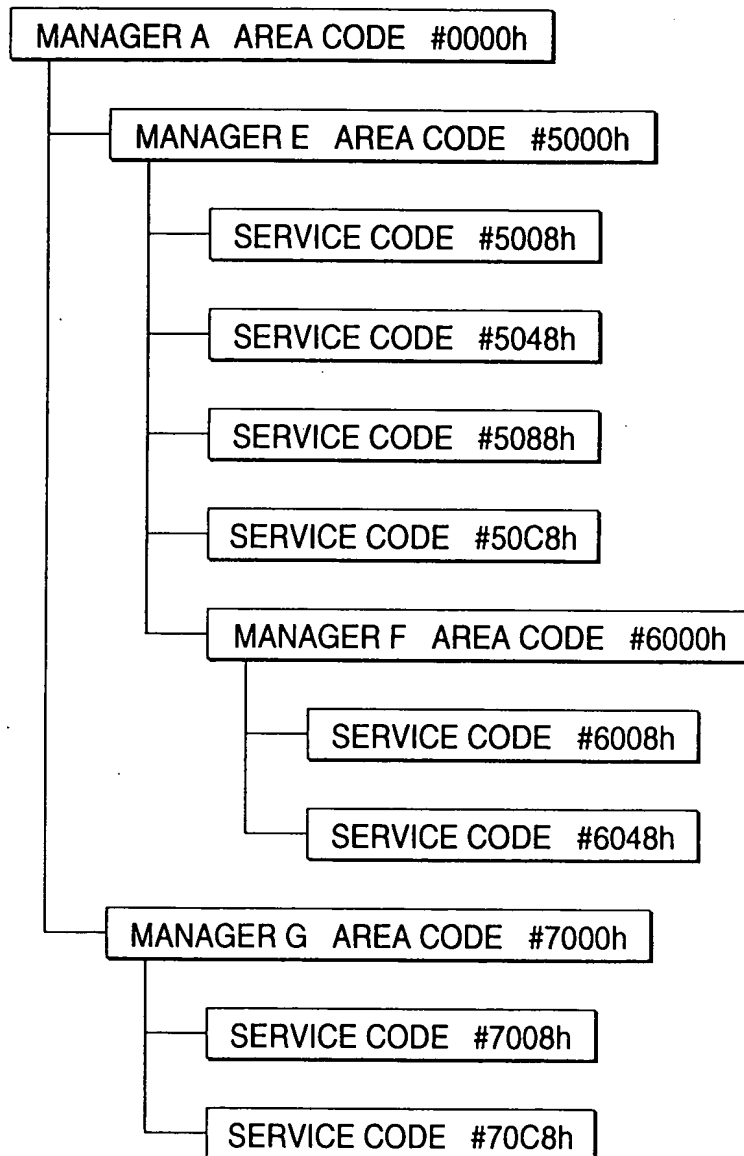 MANAGER A AREA CODE #0000h
MANAGER E AREA CODE #5000h
SERVICE CODE #5008h
SERVICE CODE #5048h
SERVICE CODE #5088h
SERVICE CODE #50C8h
MANAGER F AREA CODE #6000h
SERVICE CODE #6008h
SERVICE CODE #6048h
MANAGER G AREA CODE #7000h
SERVICE CODE #7008h
SERVICE CODE #70C8h